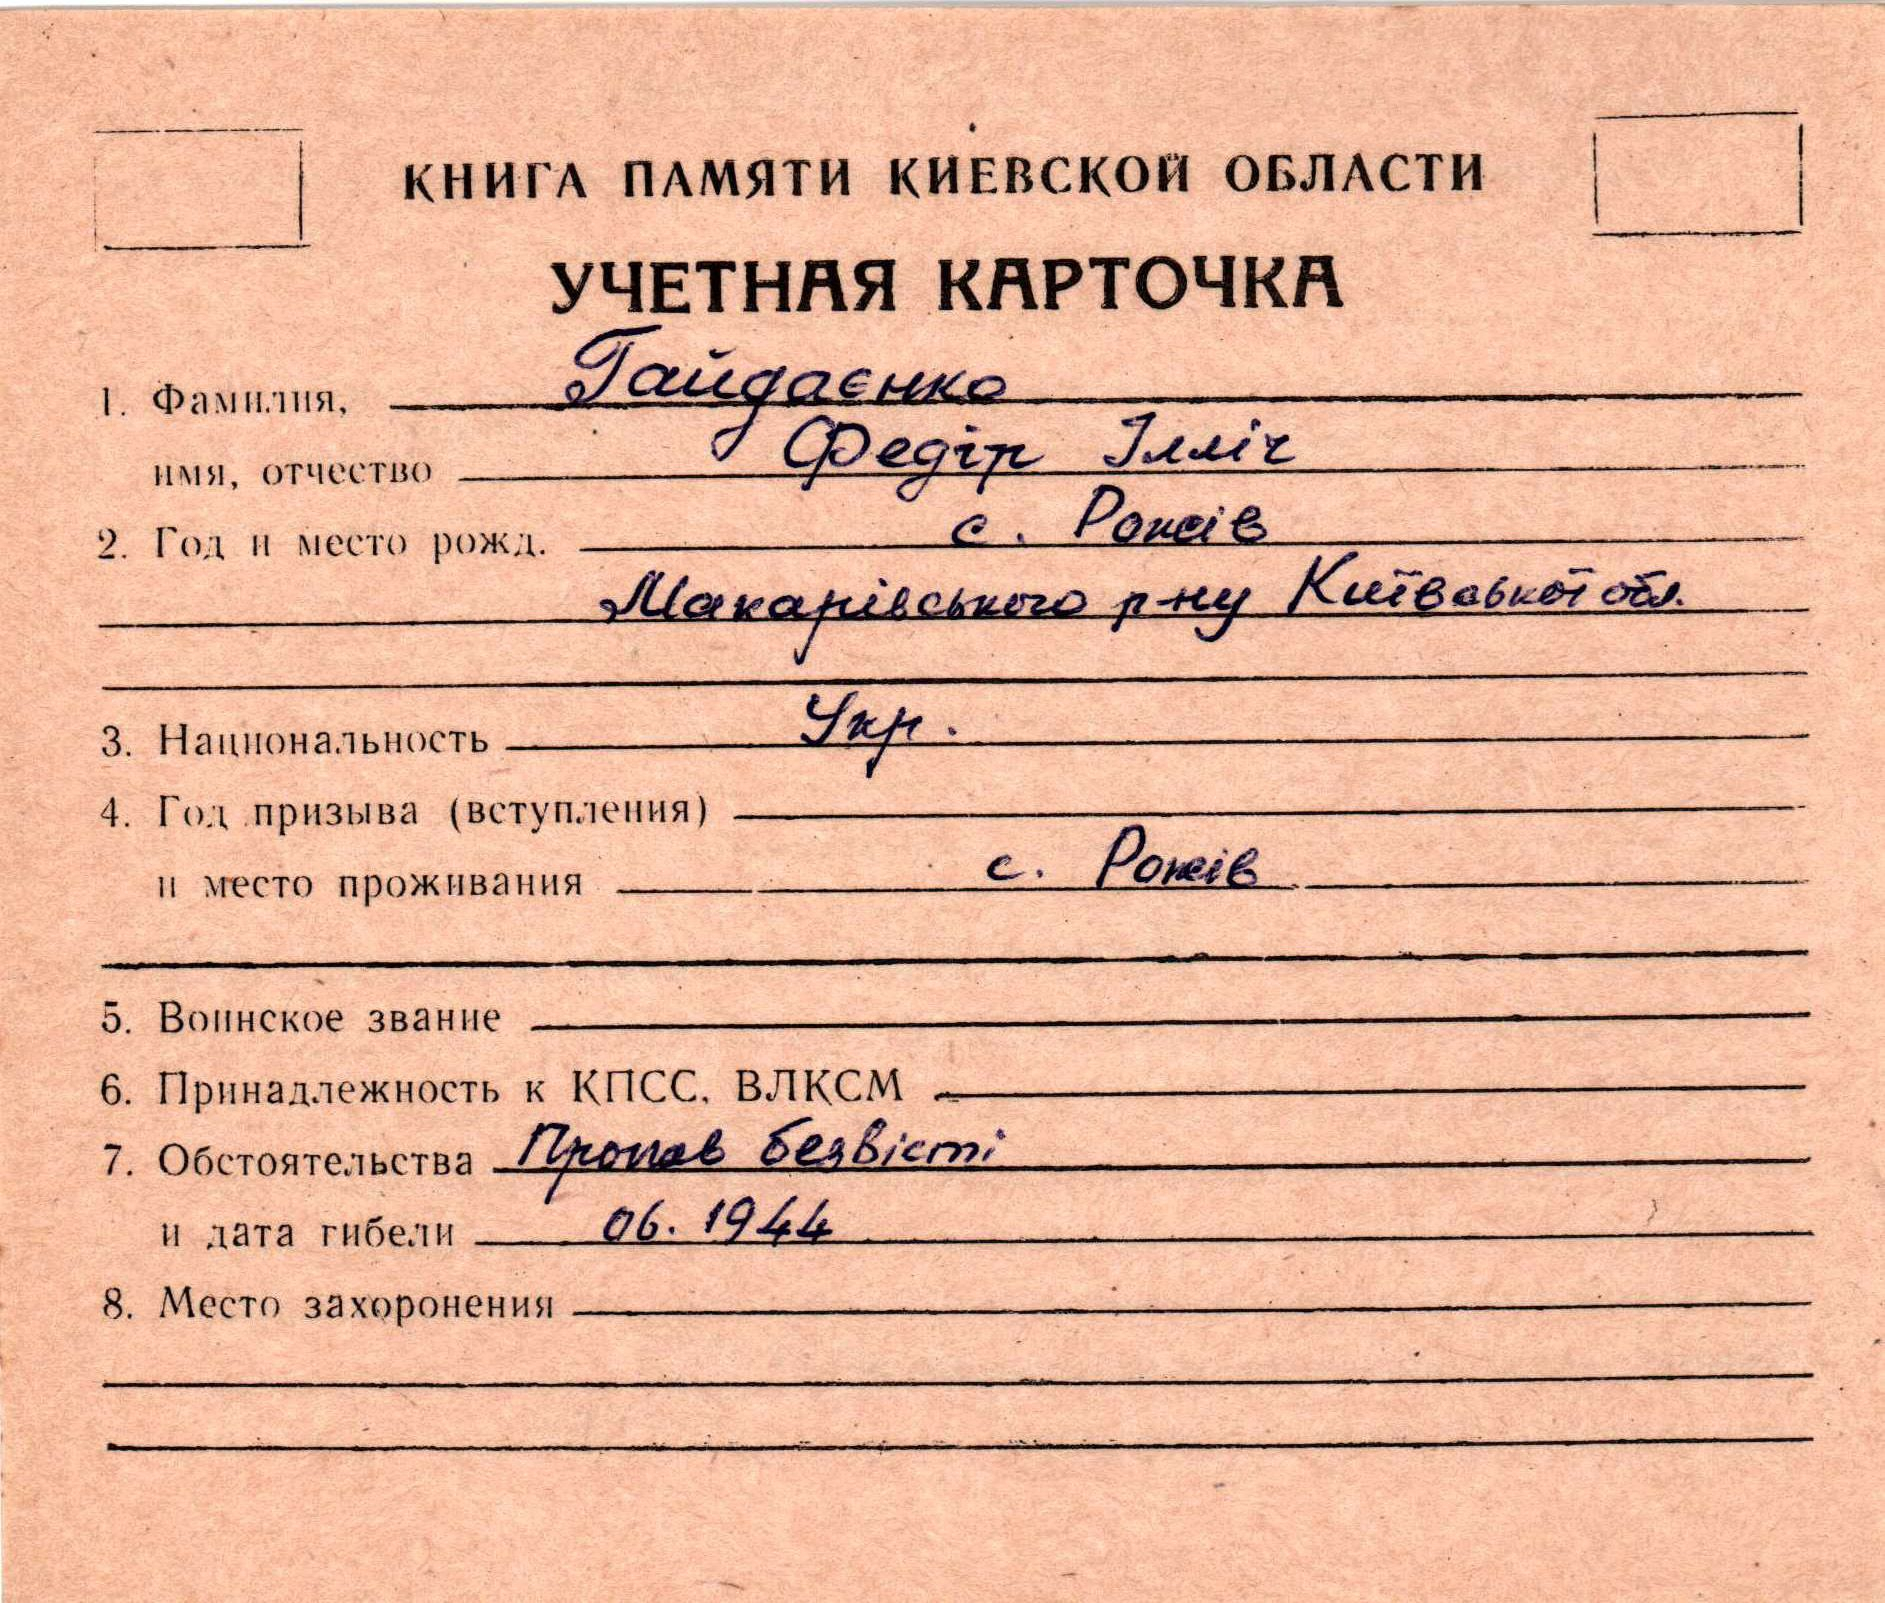 КНИГА ПАМЯТИ КИЕВСКОЙ ОБЛАСТИ
УЧЕТНАЯ КАРТОЧКА
1. Фамилия, Гайдаєнко
имя, отчество Федір Ілліч
2. Год и место рожд. с. Рожів
Макарівського р-ну Київської обл.
3. Национальность Укр.
4. Год призыва (вступления)
и место проживания с. Рожів
5. Воинское звание
6. Принадлежность к КПСС, ВЛКСМ
7. Обстоятельства Пропав безвісті
и дата гибели 06. 1944
8. Место захоронения